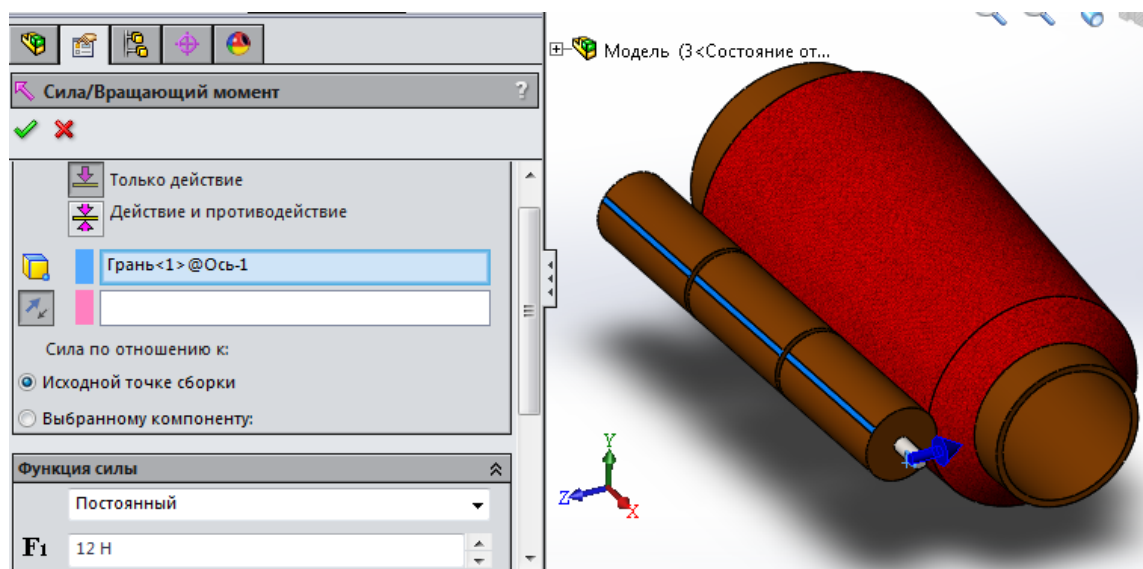 Сила/Вращающий момент
?
Только действие
Действие и противодействие
Грань<1>@Ось-1
Сила по отношению к:
Исходной точке сборки
Выбранному компоненту:
Функция силы
Постоянный
F1 12 Н
Модель (3<Состояние от...
Y
Z
X